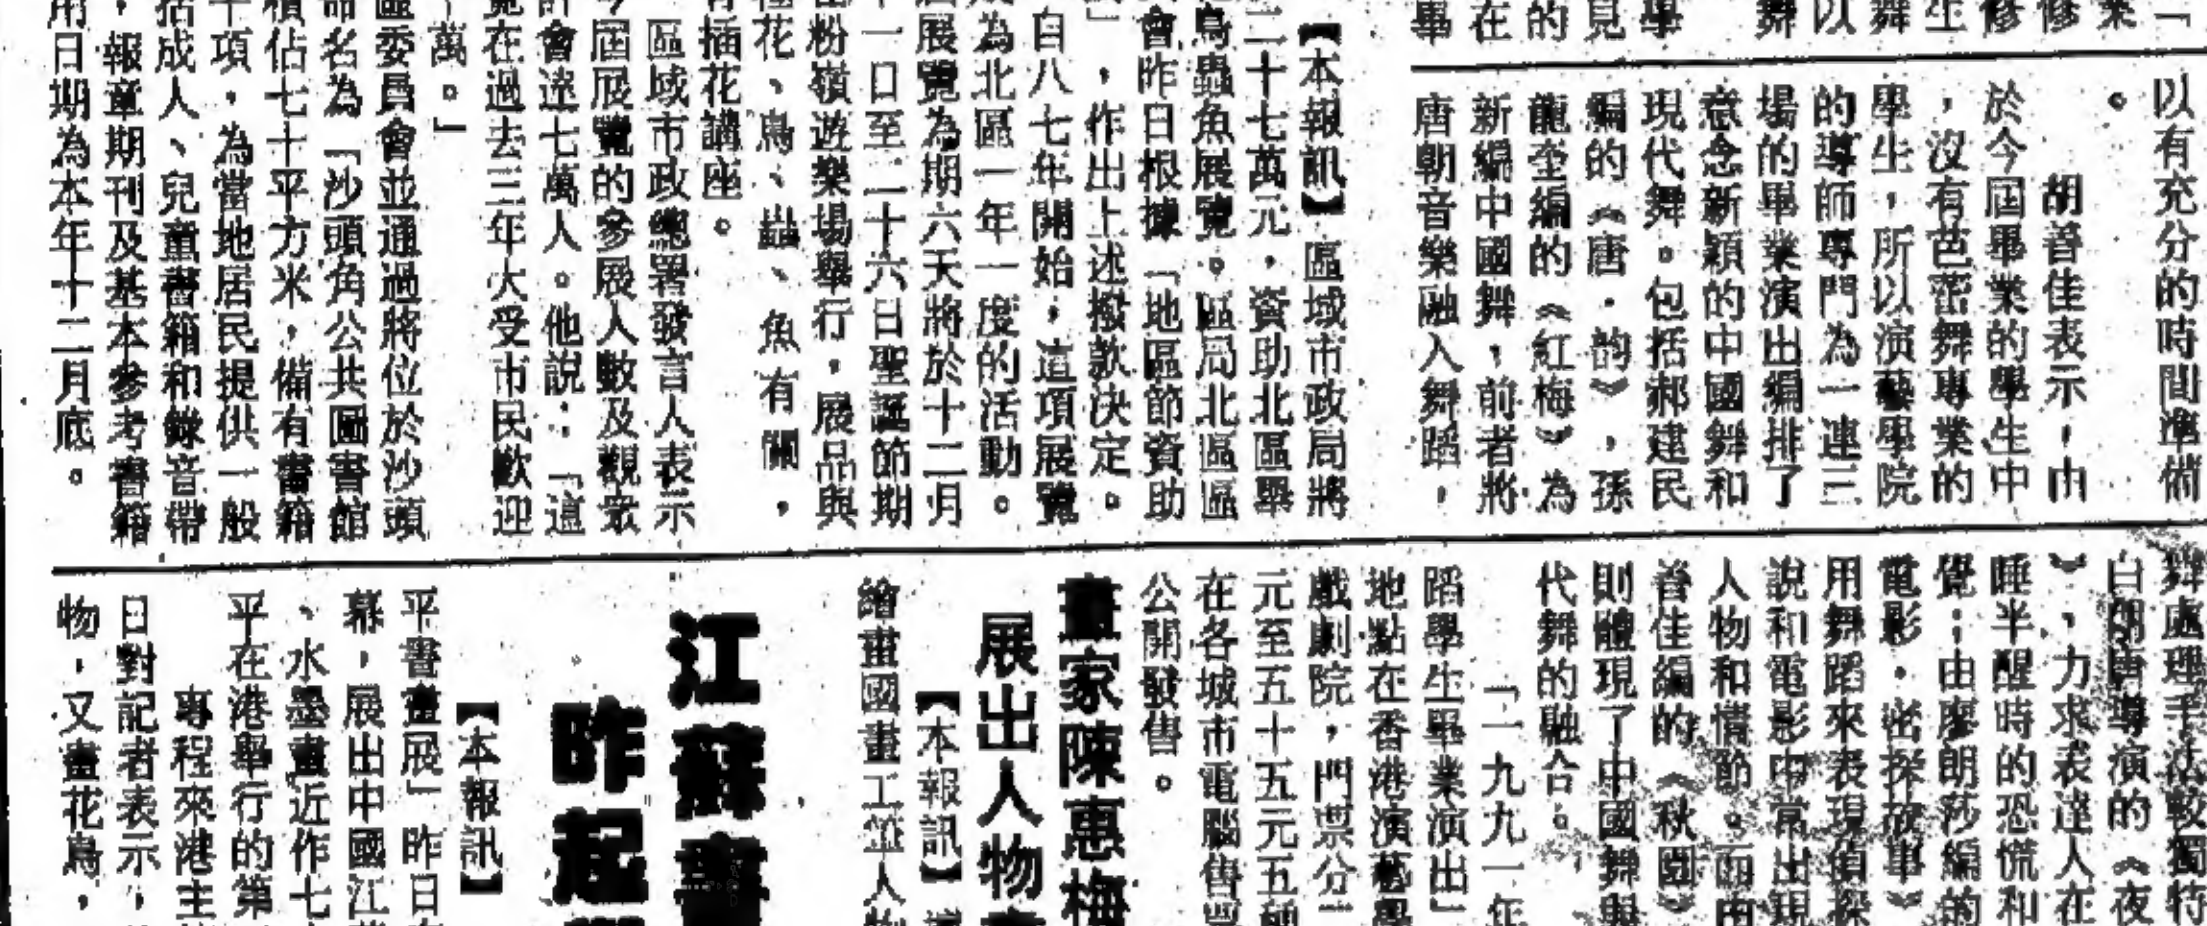 「
業
修
修
生
舞
以
舞
學
見
的
在
畢
以有充分的時間準備
。
胡善佳表示，由
於今屆畢業的學生中
，沒有芭蕾舞專業的
學生，所以演藝學院
的導師專門為一連三
場的畢業演出編排了
意念新穎的中國舞和
現代舞。包括郝建民
編的《唐．韵》，孫
龍奎編的《紅梅》為
新編中國舞，前者將
唐朝音樂融入舞蹈，
【本報訊】區域市政局將
二十七萬元，資助北區舉
鳥蟲魚展覽。區局北區區
會昨日根據「地區節資助
」，作出上述撥款決定。
自八七年開始，這項展覽
為北區一年一度的活動。
展覽為期六天將於十二月
一日至二十六日聖誕節期
粉嶺遊樂場舉行，展品與
花、鳥、蟲、魚有關，
插花講座。
區域市政總署發言人表示
屆展覽的參展人數及觀眾
會達七萬人。他說：「這
在過去三年大受市民歡迎
萬。」
區委員會並通過將位於沙頭
命名為「沙頭角公共圖書館
積佔七十平方米，備有書籍
千項，為當地居民提供一般
括成人、兒童書籍和錄音帶
，報章期刊及基本參考書籍
用日期為本年十二月底。
舞處理手法較獨特
白朗唐導演的《夜
》，力求表達人在
睡半醒時的恐慌和
覺；由廖朗莎編的
電影．密探故事》
用舞蹈來表現偵探
說和電影中常出現
人物和情節。而由
善佳編的《秋園》
則體現了中國舞與
代舞的融合。
「一九九一年
蹈學生畢業演出」
地點在香港演藝學
戲劇院，門票分
元至五十五元五
在各城市電腦售票
公開發售。
畫家陳惠梅
展出人物
【本報訊】
繪畫國畫工筆人物
江蘇書
昨起
【本報訊】
平書畫展」昨日
幕，展出中國江
、水墨畫近作七
平在港舉行的第
專程來港主
日對記者表示，
物，又畫花鳥，